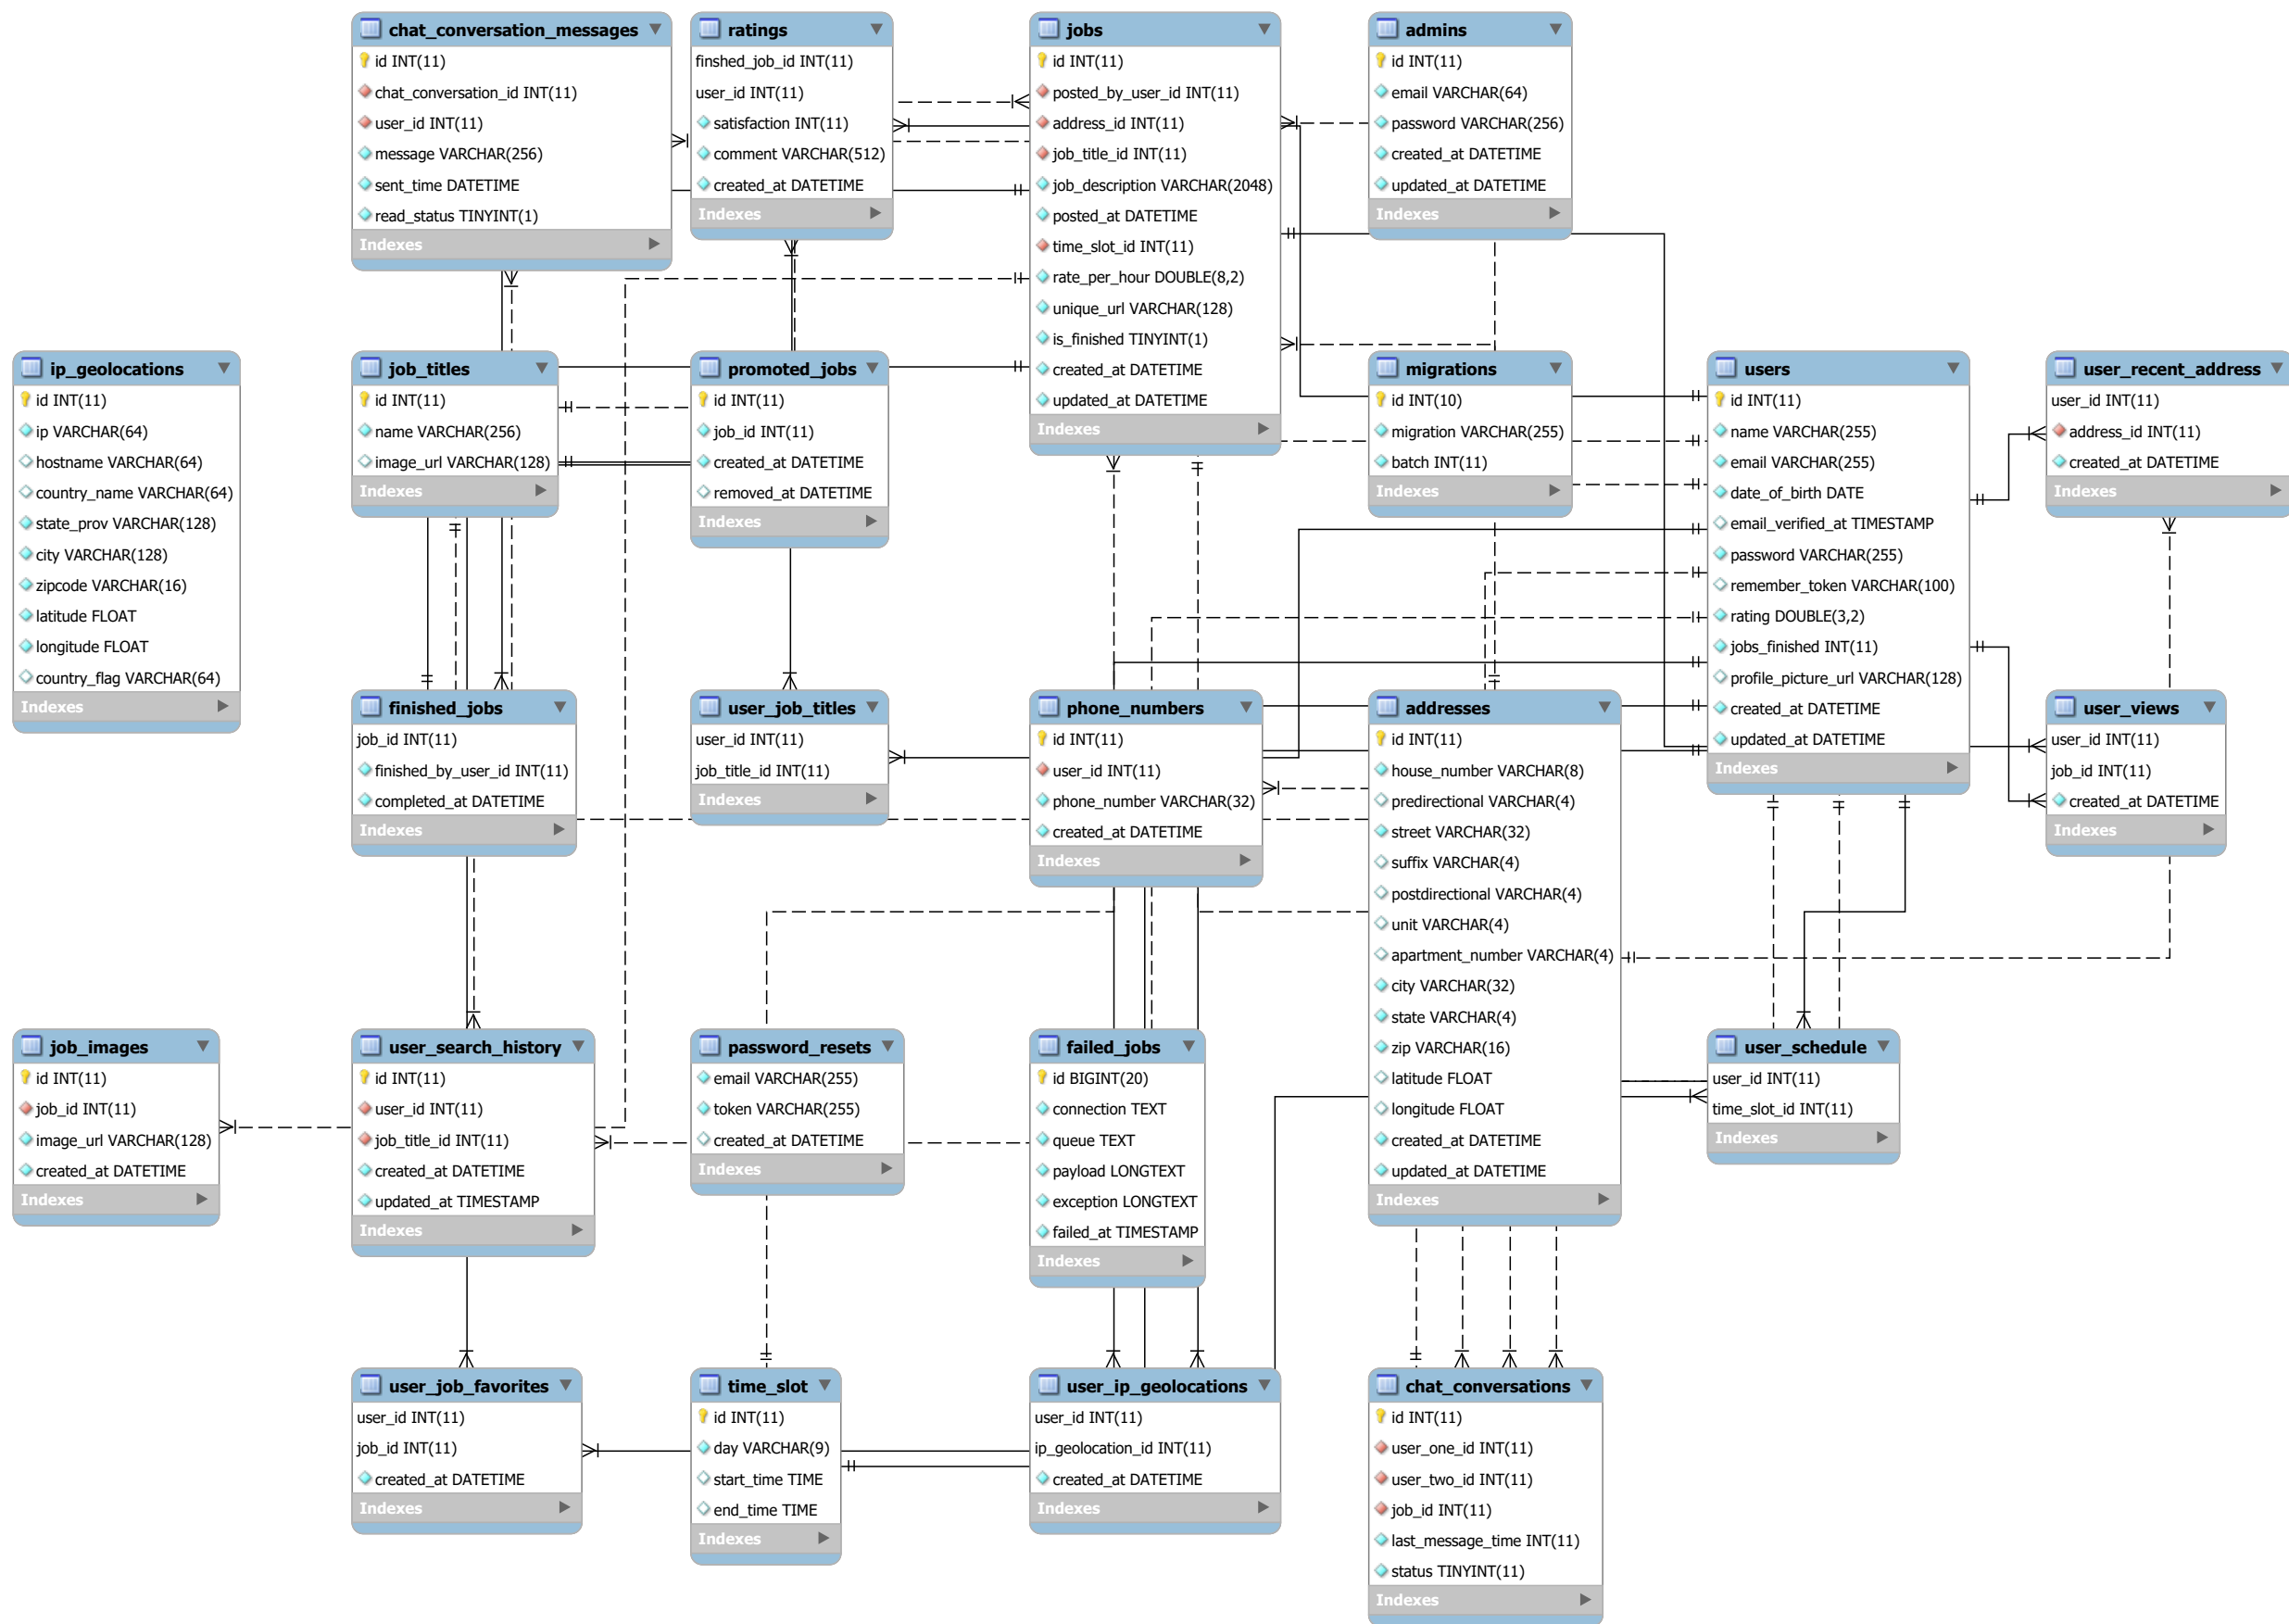 chat_conversation_messages
id INT(11)
chat_conversation_id INT(11)
user_id INT(11)
message VARCHAR(256)
sent_time DATETIME
read_status TINYINT(1)
Indexes
ratings
finshed_job_id INT(11)
user_id INT(11)
satisfaction INT(11)
comment VARCHAR(512)
created_at DATETIME
Indexes
jobs
id INT(11)
posted_by_user_id INT(11)
address_id INT(11)
job_title_id INT(11)
job_description VARCHAR(2048)
posted_at DATETIME
time_slot_id INT(11)
rate_per_hour DOUBLE(8,2)
unique_url VARCHAR(128)
is_finished TINYINT(1)
created_at DATETIME
updated_at DATETIME
Indexes
admins
id INT(11)
email VARCHAR(64)
password VARCHAR(256)
created_at DATETIME
updated_at DATETIME
Indexes
ip_geolocations
id INT(11)
ip VARCHAR(64)
hostname VARCHAR(64)
country_name VARCHAR(64)
state_prov VARCHAR(128)
city VARCHAR(128)
zipcode VARCHAR(16)
latitude FLOAT
longitude FLOAT
country_flag VARCHAR(64)
Indexes
job_titles
id INT(11)
name VARCHAR(256)
image_url VARCHAR(128)
Indexes
promoted_jobs
id INT(11)
job_id INT(11)
created_at DATETIME
removed_at DATETIME
Indexes
migrations
id INT(10)
migration VARCHAR(255)
batch INT(11)
Indexes
users
id INT(11)
name VARCHAR(255)
email VARCHAR(255)
date_of_birth DATE
email_verified_at TIMESTAMP
password VARCHAR(255)
remember_token VARCHAR(100)
rating DOUBLE(3,2)
jobs_finished INT(11)
profile_picture_url VARCHAR(128)
created_at DATETIME
updated_at DATETIME
Indexes
user_recent_address
user_id INT(11)
address_id INT(11)
created_at DATETIME
Indexes
finished_jobs
job_id INT(11)
finished_by_user_id INT(11)
completed_at DATETIME
Indexes
user_job_titles
user_id INT(11)
job_title_id INT(11)
Indexes
phone_numbers
id INT(11)
user_id INT(11)
phone_number VARCHAR(32)
created_at DATETIME
Indexes
addresses
id INT(11)
house_number VARCHAR(8)
predirectional VARCHAR(4)
street VARCHAR(32)
suffix VARCHAR(4)
postdirectional VARCHAR(4)
unit VARCHAR(4)
apartment_number VARCHAR(4)
city VARCHAR(32)
state VARCHAR(4)
zip VARCHAR(16)
latitude FLOAT
longitude FLOAT
created_at DATETIME
updated_at DATETIME
Indexes
user_views
user_id INT(11)
job_id INT(11)
created_at DATETIME
Indexes
job_images
id INT(11)
job_id INT(11)
image_url VARCHAR(128)
created_at DATETIME
Indexes
user_search_history
id INT(11)
user_id INT(11)
job_title_id INT(11)
created_at DATETIME
updated_at TIMESTAMP
Indexes
password_resets
email VARCHAR(255)
token VARCHAR(255)
created_at DATETIME
Indexes
failed_jobs
id BIGINT(20)
connection TEXT
queue TEXT
payload LONGTEXT
exception LONGTEXT
failed_at TIMESTAMP
Indexes
user_schedule
user_id INT(11)
time_slot_id INT(11)
Indexes
user_job_favorites
user_id INT(11)
job_id INT(11)
created_at DATETIME
Indexes
time_slot
id INT(11)
day VARCHAR(9)
start_time TIME
end_time TIME
Indexes
user_ip_geolocations
user_id INT(11)
ip_geolocation_id INT(11)
created_at DATETIME
Indexes
chat_conversations
id INT(11)
user_one_id INT(11)
user_two_id INT(11)
job_id INT(11)
last_message_time INT(11)
status TINYINT(11)
Indexes